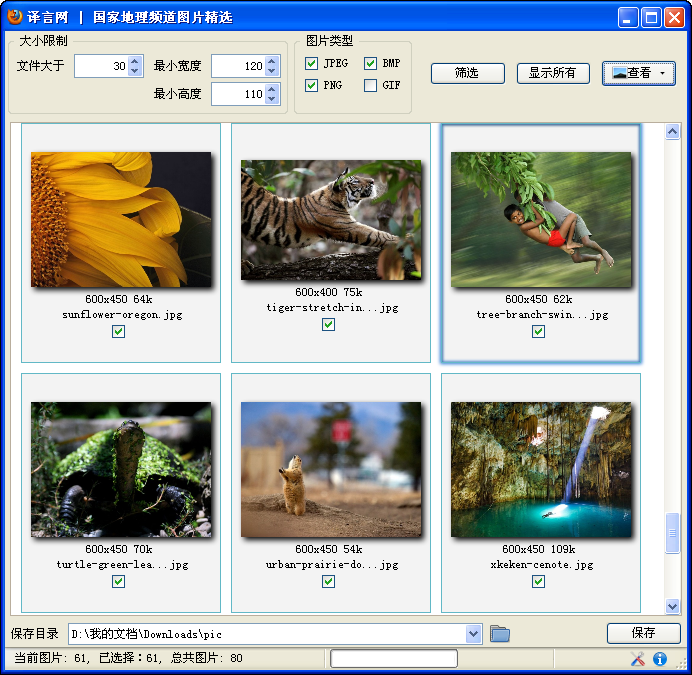 译言网 | 国家地理频道图片精选
大小限制
文件大于 30 最小宽度 120
最小高度 110
图片类型
JPEG BMP
PNG GIF
筛选 显示所有 查看
600x450 64k
sunflower-oregon.jpg
600x400 75k
tiger-stretch-in...jpg
600x450 62k
tree-branch-swin...jpg
600x450 70k
turtle-green-lea...jpg
600x450 54k
urban-prairie-do...jpg
600x450 109k
xkeken-cenote.jpg
保存目录 D:\我的文档\Downloads\pic 保存
当前图片: 61, 已选择：61, 总共图片: 80